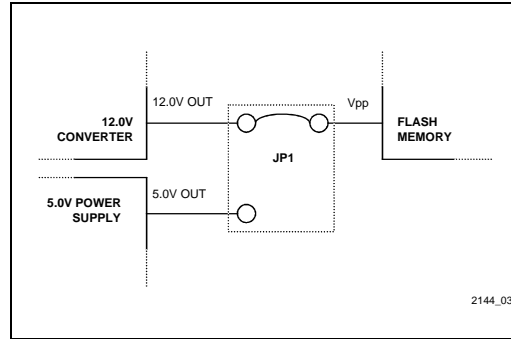 12.0V OUT
Vpp
12.0V
CONVERTER
FLASH
MEMORY
JP1
5.0V OUT
5.0V POWER
SUPPLY
2144_03